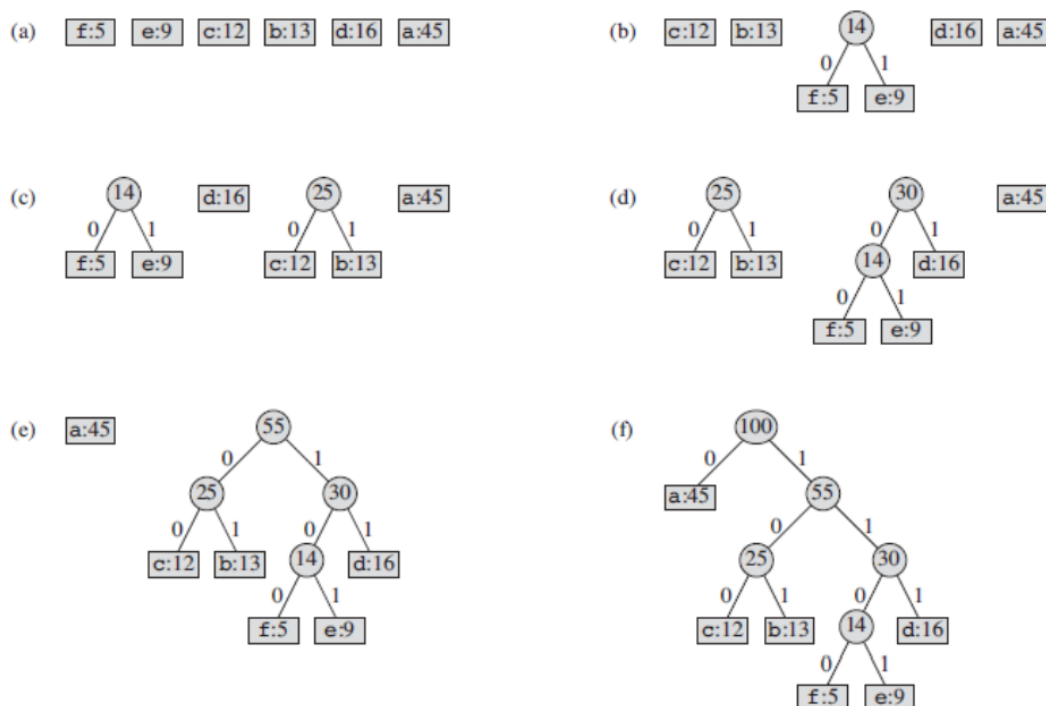 (a) f:5 e:9 c:12 b:13 d:16 a:45
(b) c:12 b:13 14 d:16 a:45
0 1
f:5 e:9
(c) 14 d:16 25 a:45
0 1 0 1
f:5 e:9 c:12 b:13
(d) 25 30 a:45
0 1 0 1
c:12 b:13 14 d:16
0 1
f:5 e:9
(e) a:45 55
0 1
25 30
0 1 0 1
c:12 b:13 14 d:16
0 1
f:5 e:9
(f) 100
0 1
a:45 55
0 1
25 30
0 1 0 1
c:12 b:13 14 d:16
0 1
f:5 e:9